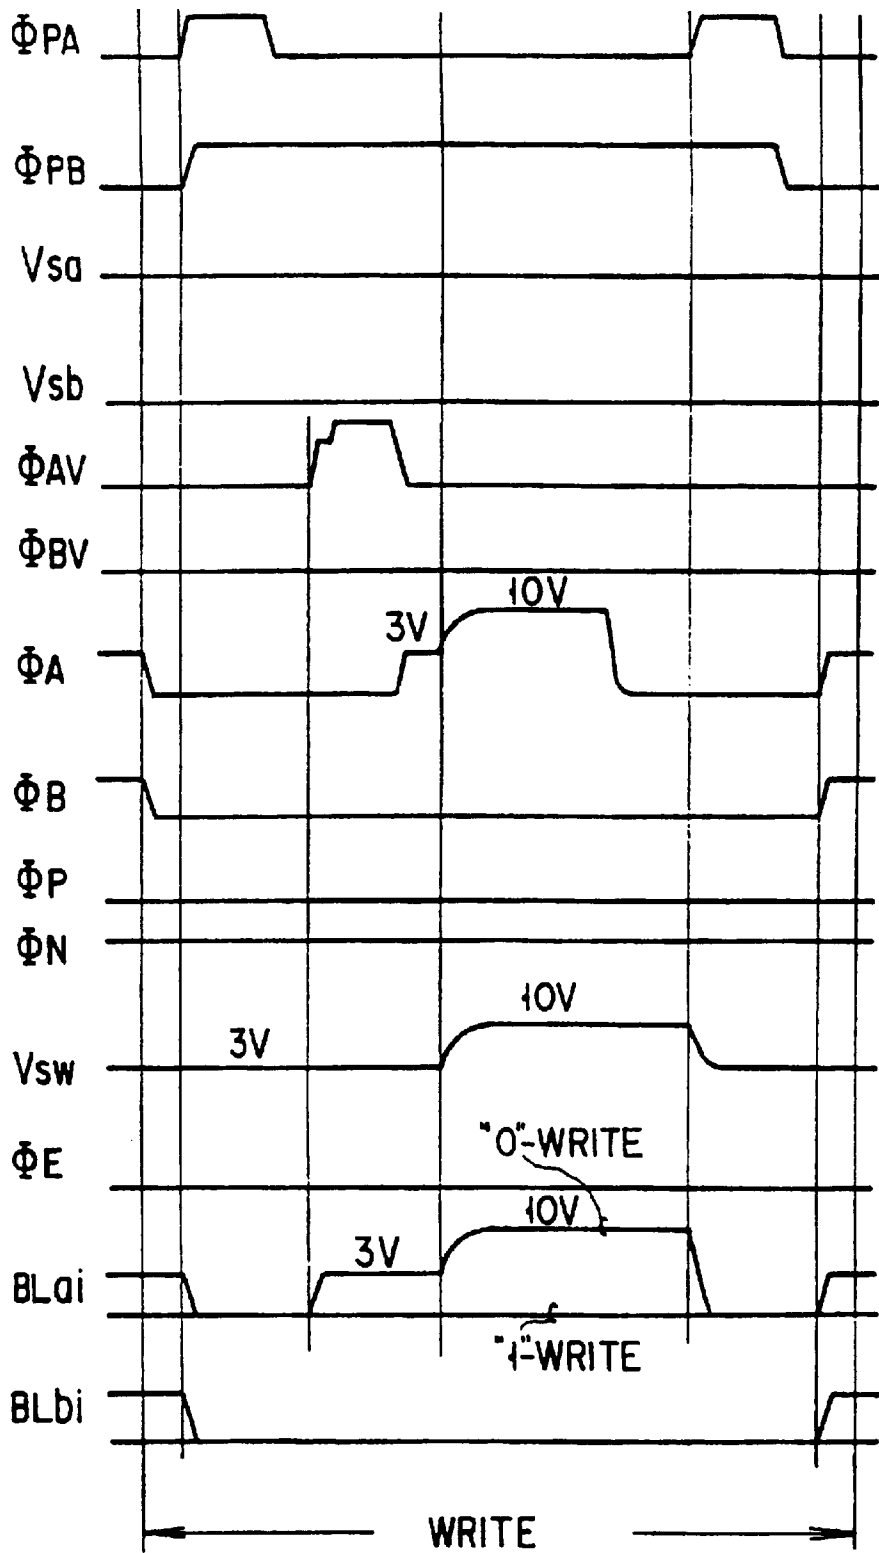 ΦPA
ΦPB
Vsa
Vsb
ΦAV
ΦBV
10V
3V
ΦA
ΦB
ΦP
ΦN
10V
3V
Vsw
"0"-WRITE
ΦE
10V
3V
BLai
"1"-WRITE
BLbi
WRITE